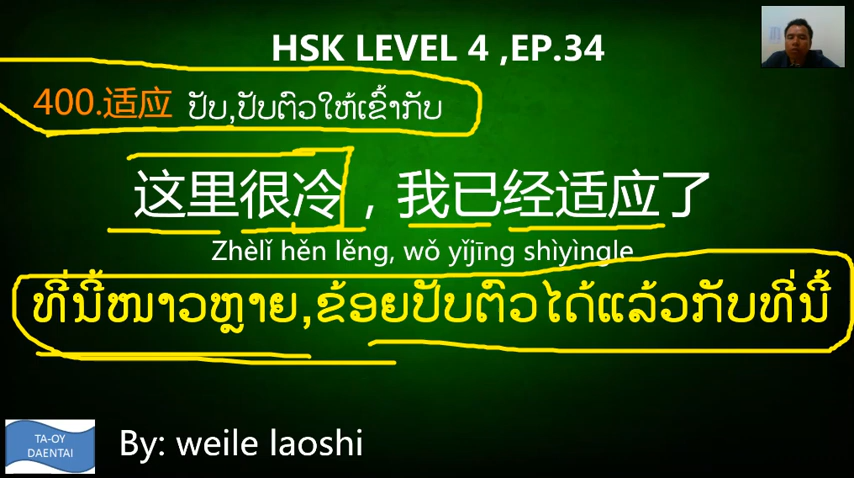 HSK LEVEL 4 ,EP.34
400.适应 ປັບ,ປັບຕົວໃຫ້ເຂົ້າກັບ
这里很冷，我已经适应了
Zhèlǐ hěn lěng, wǒ yǐjīng shìyìngle
ທີ່ນີ້ໜາວຫຼາຍ,ຂ້ອຍປັບຕົວໄດ້ແລ້ວກັບທີ່ນີ້
TA-OY
DAENTAI
By: weile laoshi